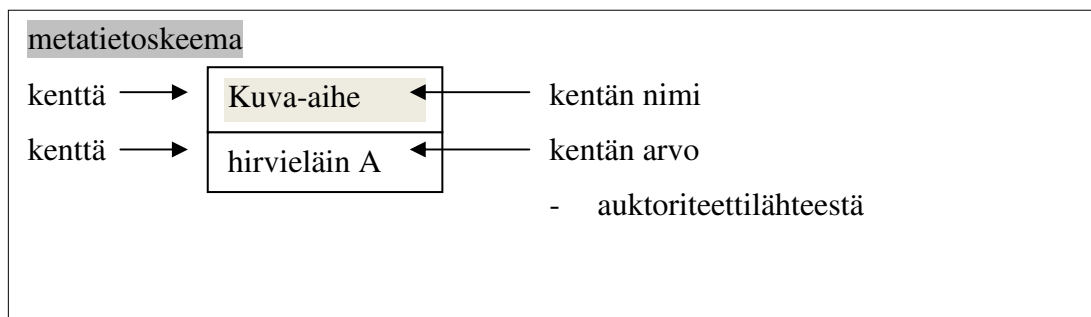 metatietoskeema
kenttä Kuva-aihe kentän nimi
kenttä hirvieläin A kentän arvo
- auktoriteettilähteestä